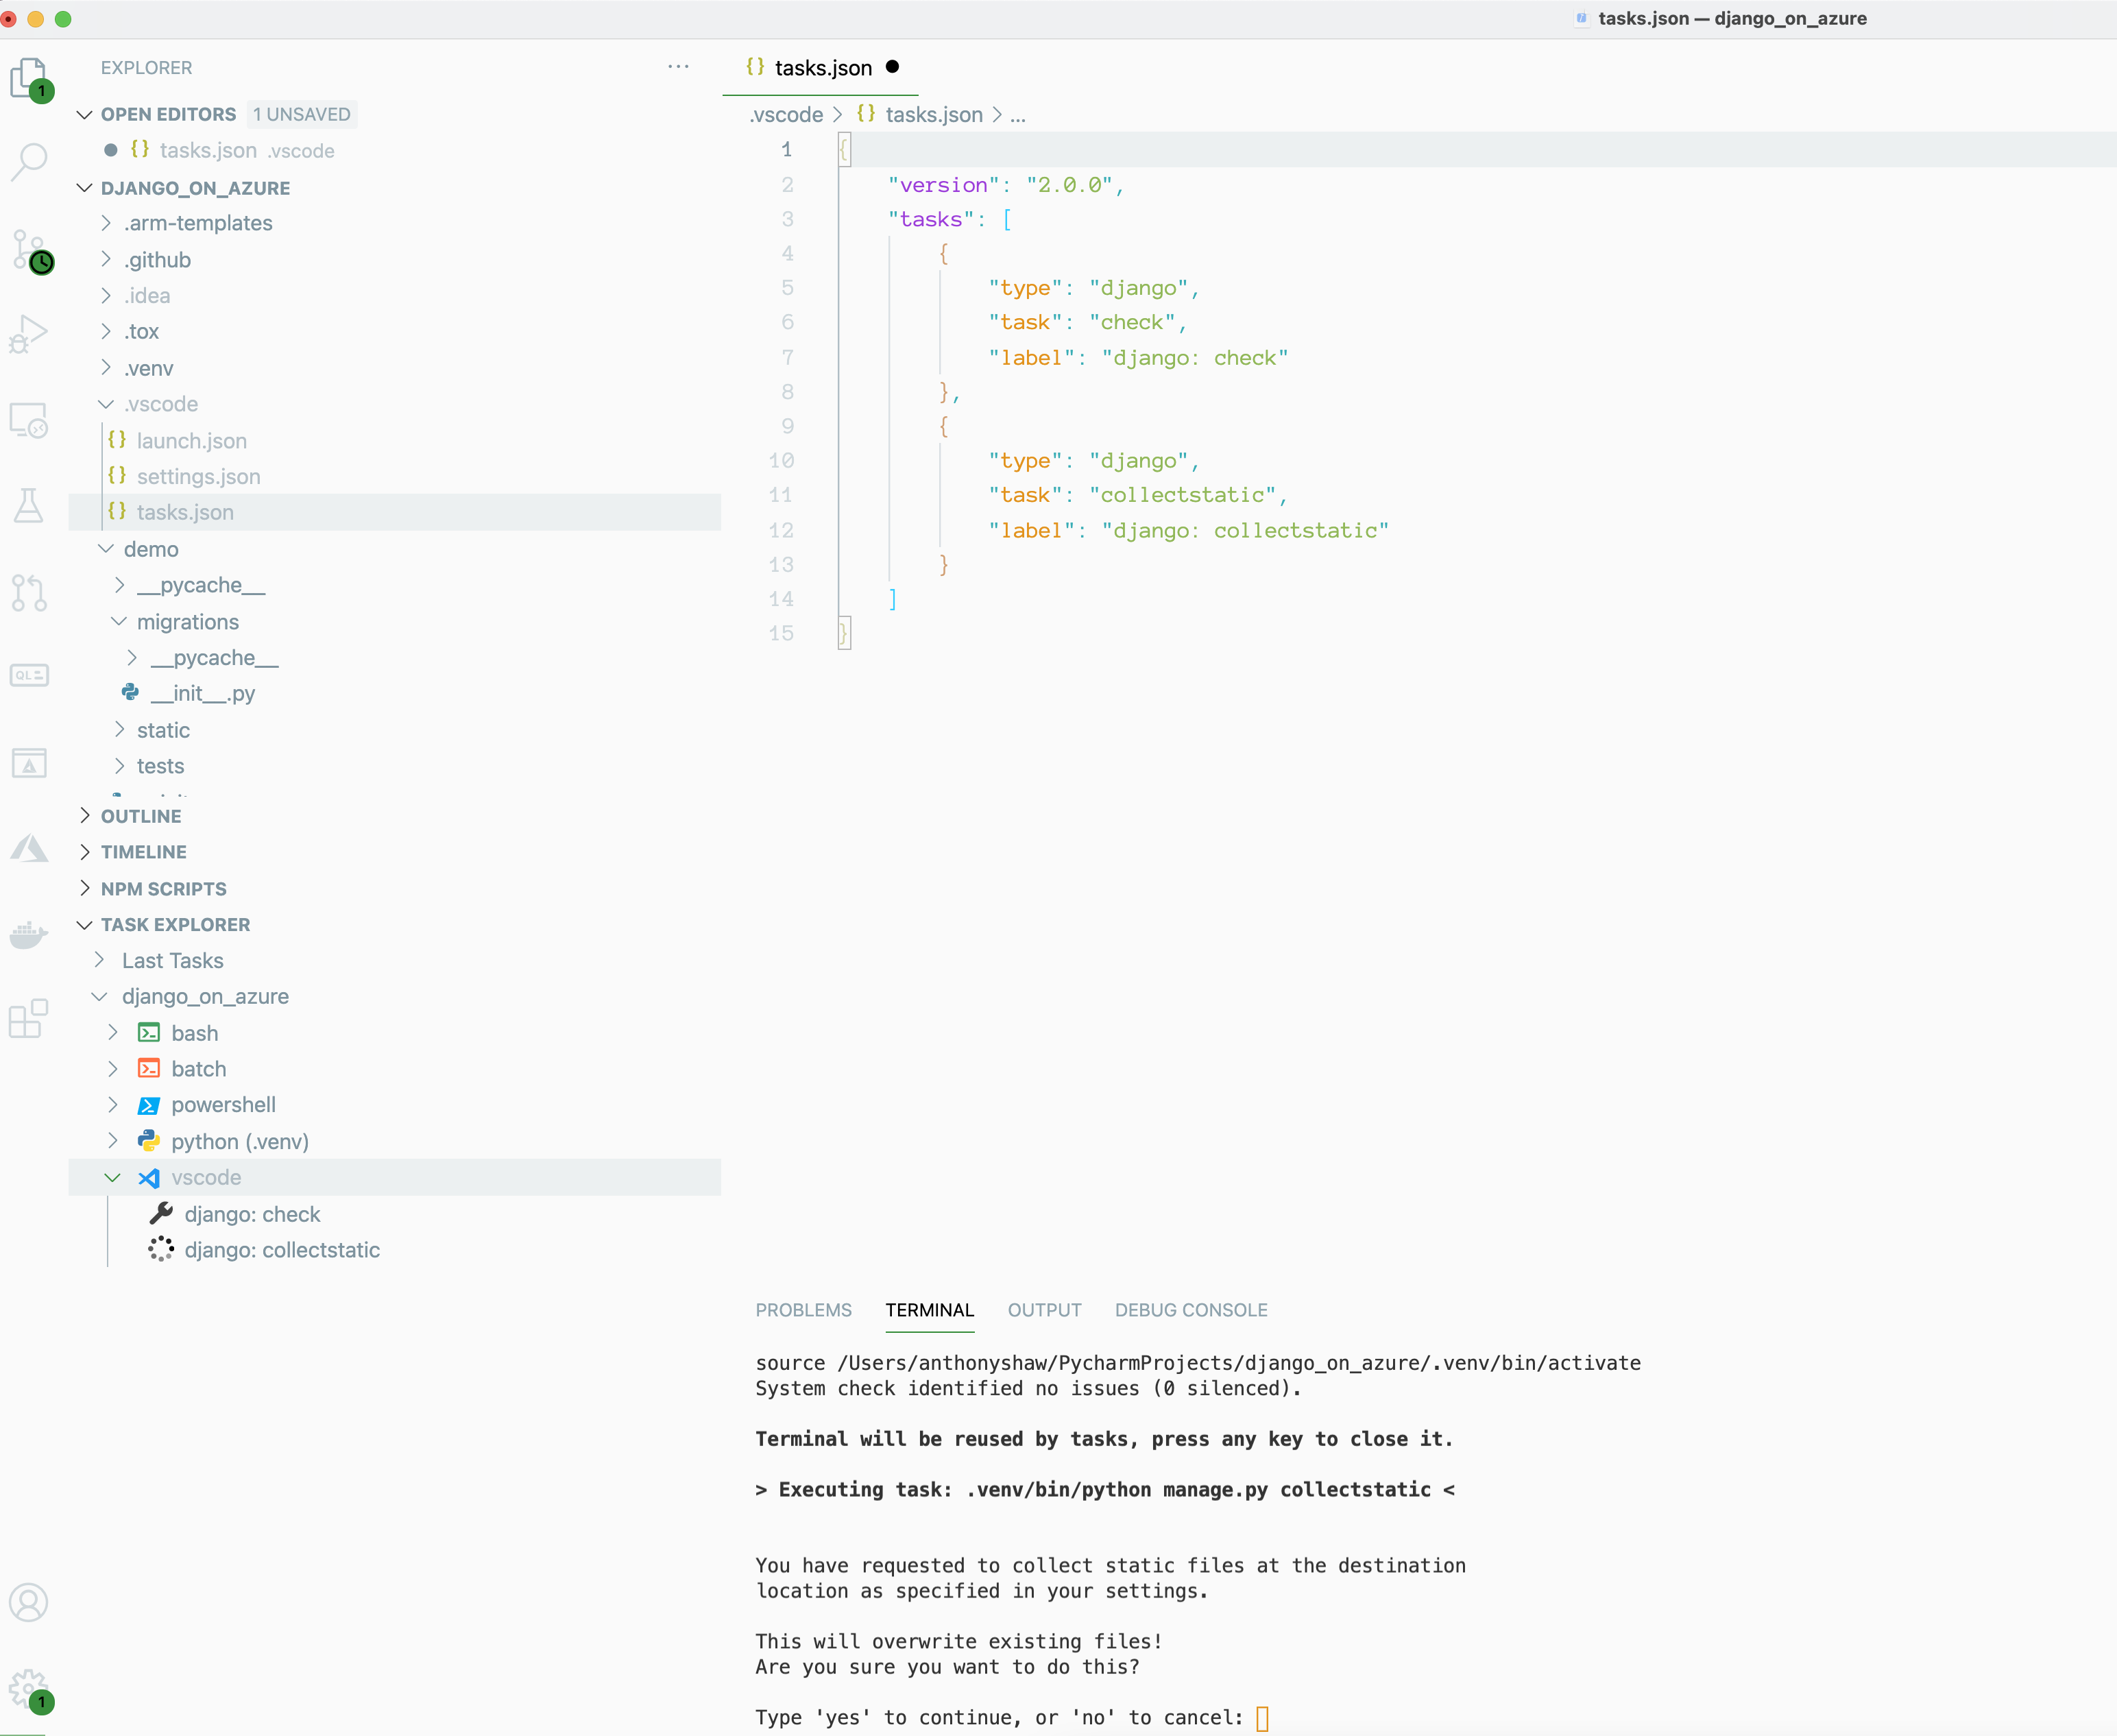 tasks.json — django_on_azure
EXPLORER
1
OPEN EDITORS 1 UNSAVED
tasks.json .vscode
DJANGO_ON_AZURE
.arm-templates
.github
.idea
.tox
.venv
.vscode
launch.json
settings.json
tasks.json
demo
__pycache__
migrations
__pycache__
__init__.py
static
tests
OUTLINE
TIMELINE
NPM SCRIPTS
TASK EXPLORER
Last Tasks
django_on_azure
bash
batch
powershell
python (.venv)
vscode
django: check
django: collectstatic
QL
1
tasks.json
.vscode > {} tasks.json > ...
1 {
2 "version": "2.0.0",
3 "tasks": [
4 {
5 "type": "django",
6 "task": "check",
7 "label": "django: check"
8 },
9 {
10 "type": "django",
11 "task": "collectstatic",
12 "label": "django: collectstatic"
13 }
14 ]
15 }
PROBLEMS TERMINAL OUTPUT DEBUG CONSOLE
source /Users/anthonyshaw/PycharmProjects/django_on_azure/.venv/bin/activate
System check identified no issues (0 silenced).
Terminal will be reused by tasks, press any key to close it.
> Executing task: .venv/bin/python manage.py collectstatic <
You have requested to collect static files at the destination
location as specified in your settings.
This will overwrite existing files!
Are you sure you want to do this?
Type 'yes' to continue, or 'no' to cancel: